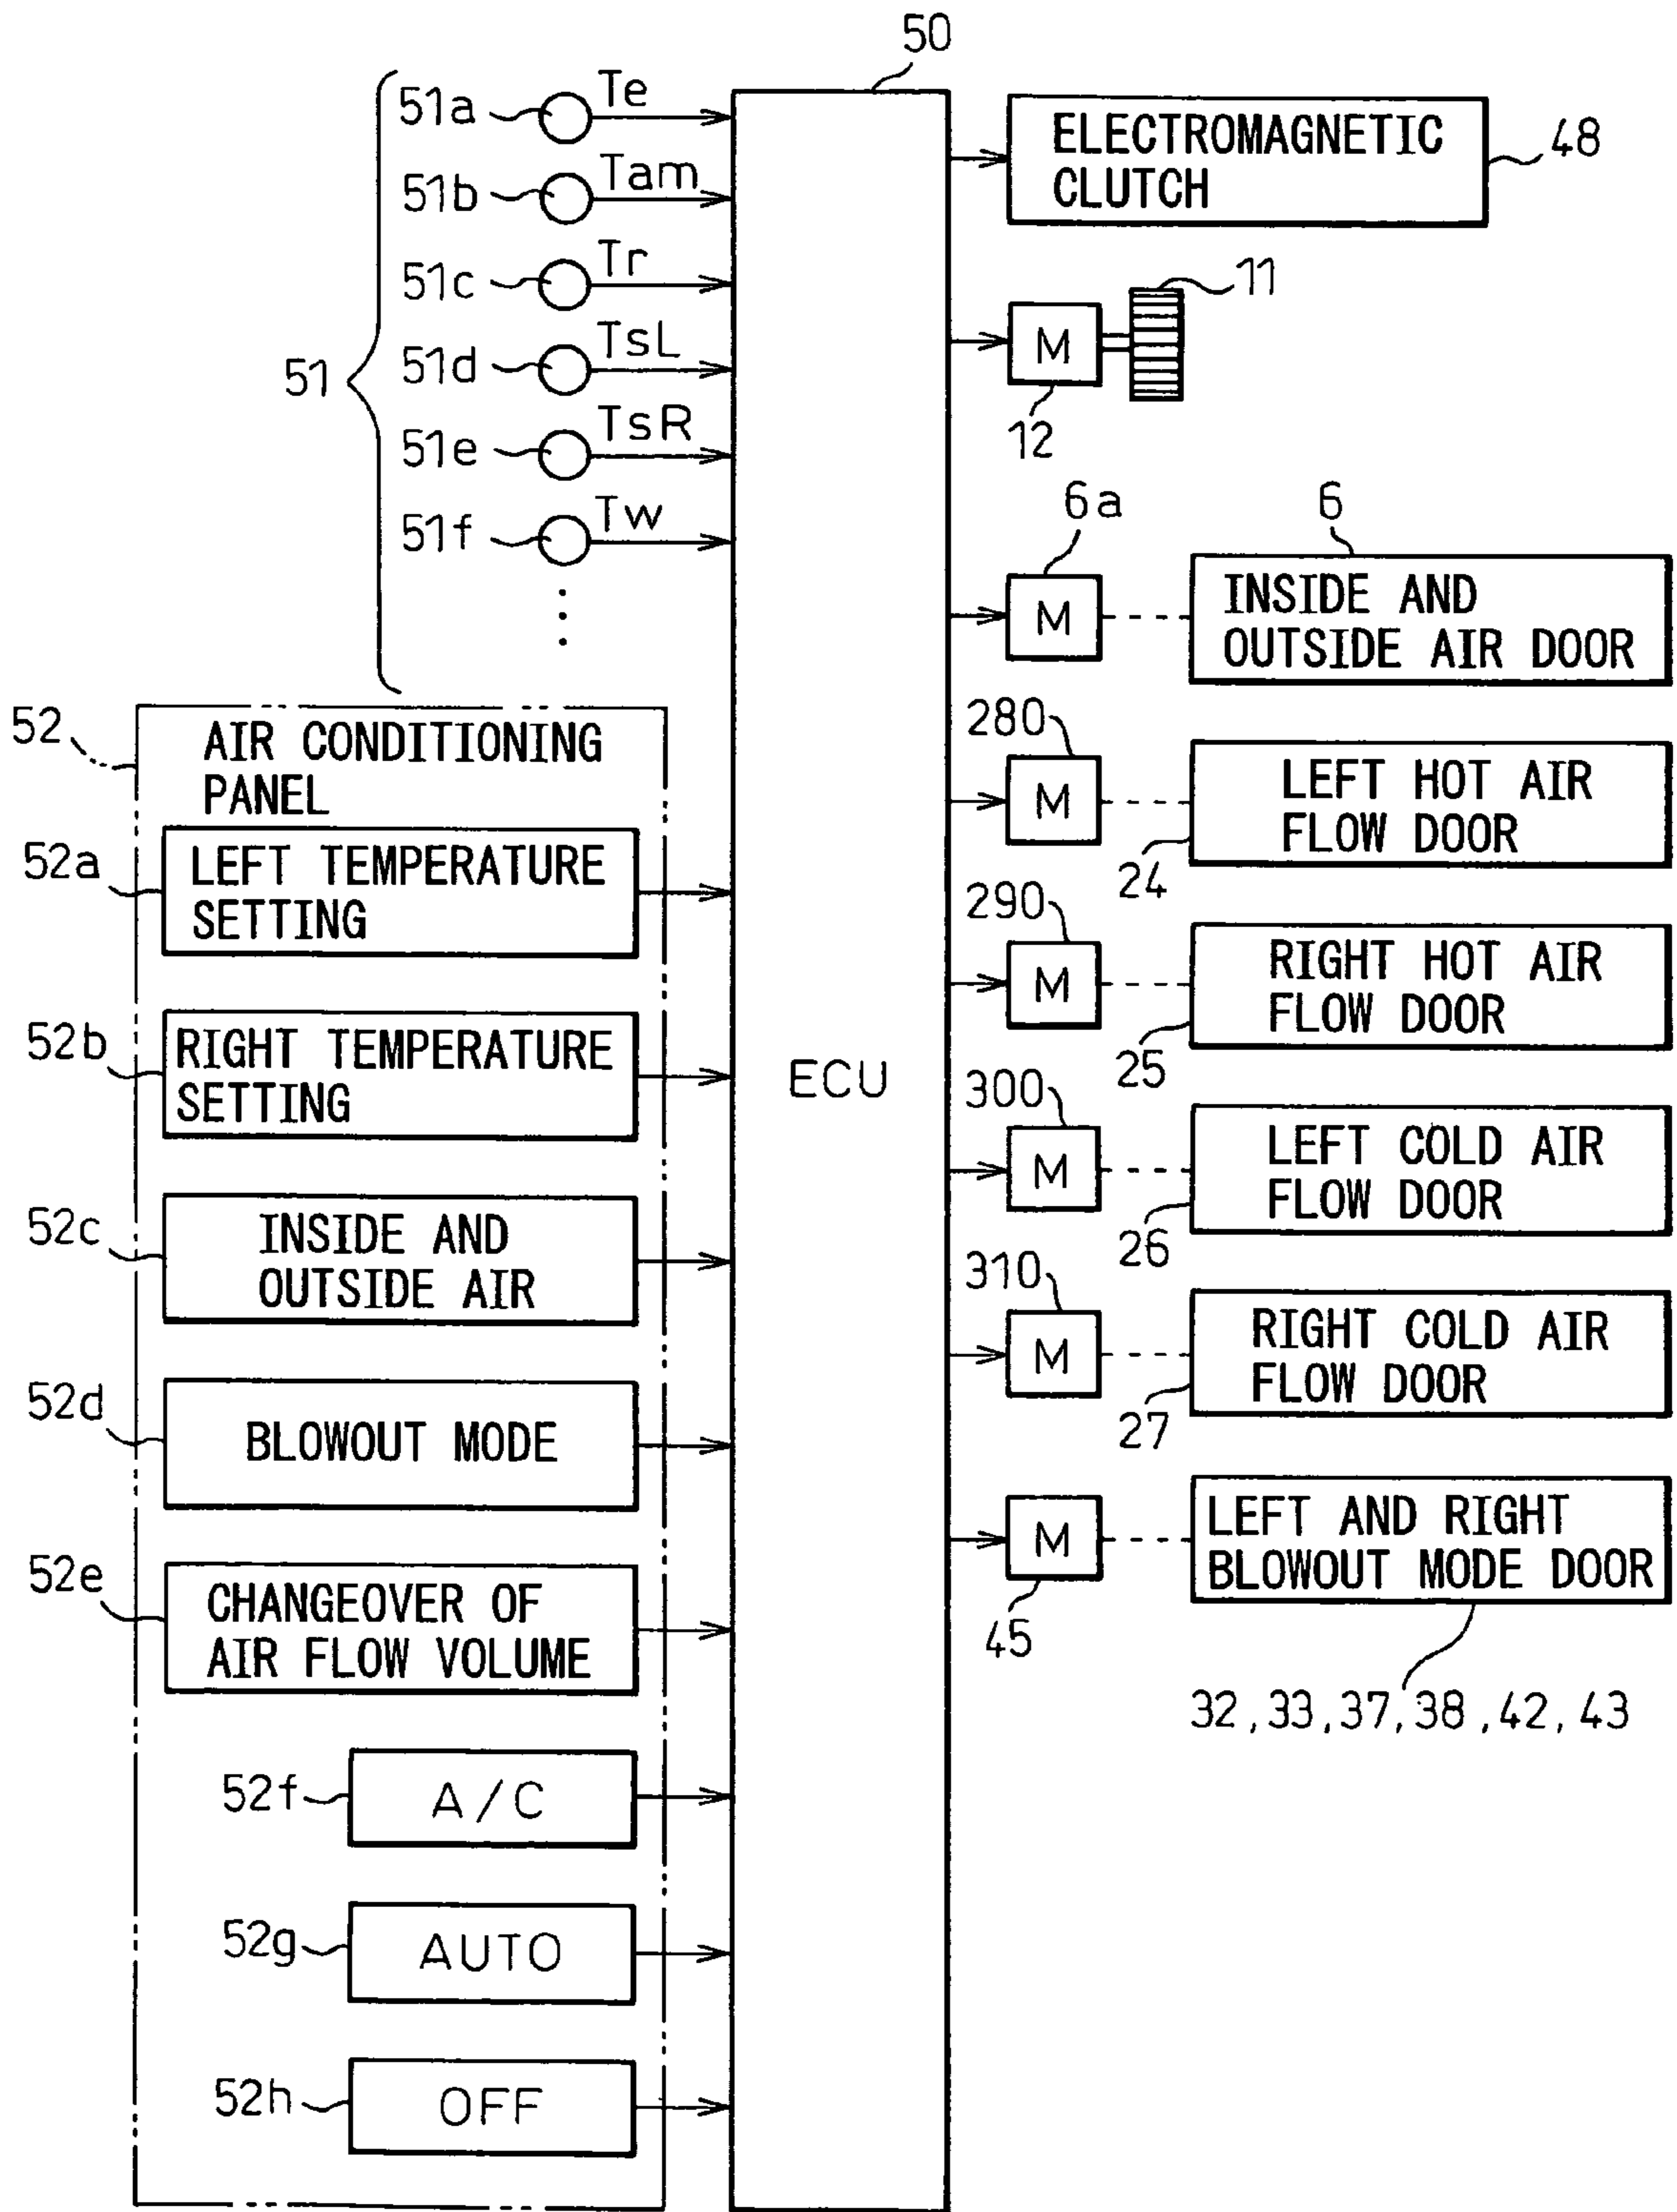 50
51
51a
Te
51b
Tam
51c
Tr
51d
TsL
51e
TsR
51f
Tw
52
AIR CONDITIONING
PANEL
52a
LEFT TEMPERATURE
SETTING
52b
RIGHT TEMPERATURE
SETTING
52c
INSIDE AND
OUTSIDE AIR
52d
BLOWOUT MODE
52e
CHANGEOVER OF
AIR FLOW VOLUME
52f
A/C
52g
AUTO
52h
OFF
ECU
ELECTROMAGNETIC
CLUTCH
48
11
M
12
6a
M
6
INSIDE AND
OUTSIDE AIR DOOR
280
M
LEFT HOT AIR
FLOW DOOR
24
290
M
RIGHT HOT AIR
FLOW DOOR
25
300
M
LEFT COLD AIR
FLOW DOOR
26
310
M
RIGHT COLD AIR
FLOW DOOR
27
M
45
LEFT AND RIGHT
BLOWOUT MODE DOOR
32, 33, 37, 38, 42, 43